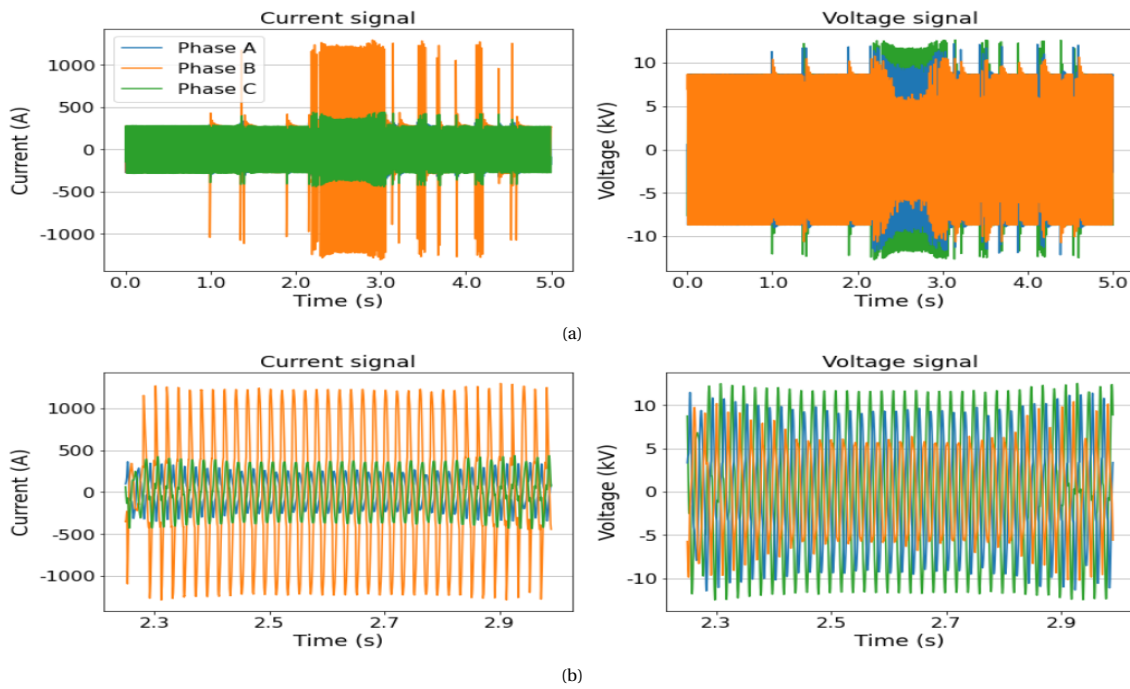 Current signal
Voltage signal
Current (A)
1000
500
0
-500
-1000
Phase A
Phase B
Phase C
0.0 1.0 2.0 3.0 4.0 5.0
Time (s)
Voltage (kV)
10
5
0
-5
-10
0.0 1.0 2.0 3.0 4.0 5.0
Time (s)
(a)
Current signal
Voltage signal
Current (A)
1000
500
0
-500
-1000
2.3 2.5 2.7 2.9
Time (s)
Voltage (kV)
10
5
0
-5
-10
2.3 2.5 2.7 2.9
Time (s)
(b)